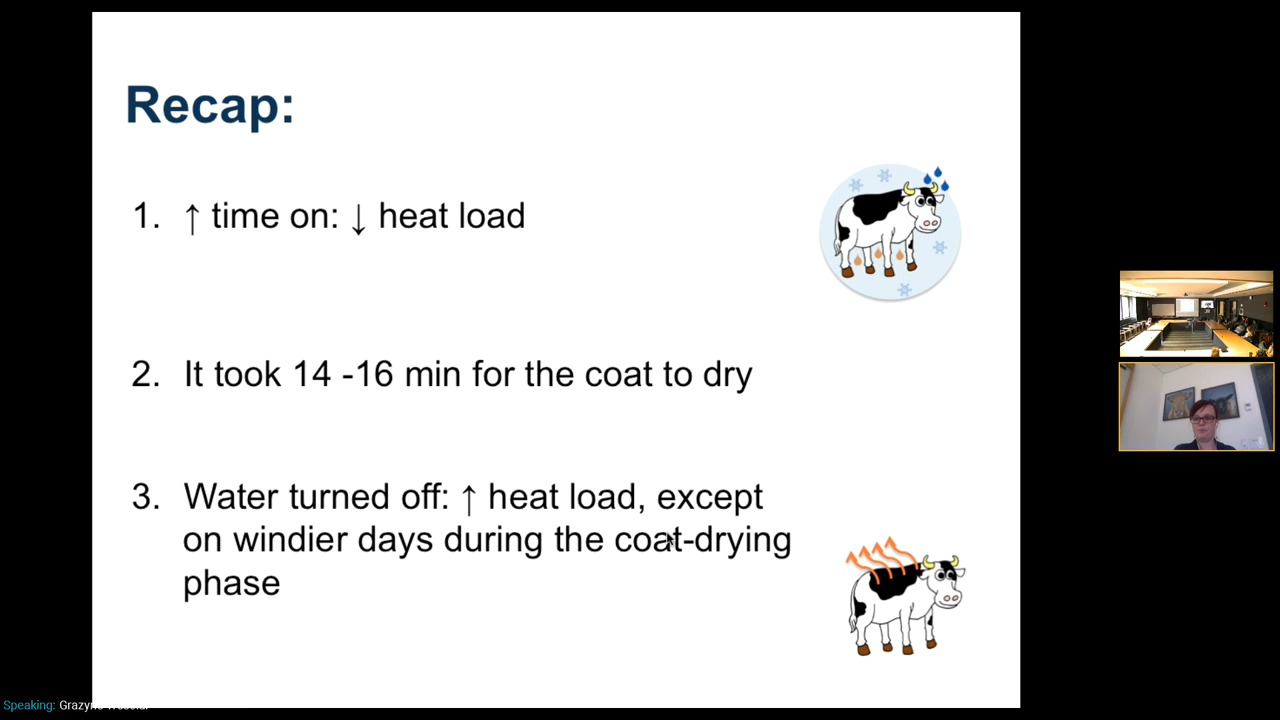 Recap:
1. ↑ time on: ↓ heat load
2. It took 14 -16 min for the coat to dry
3. Water turned off: ↑ heat load, except
on windier days during the coat-drying
phase
Speaking: